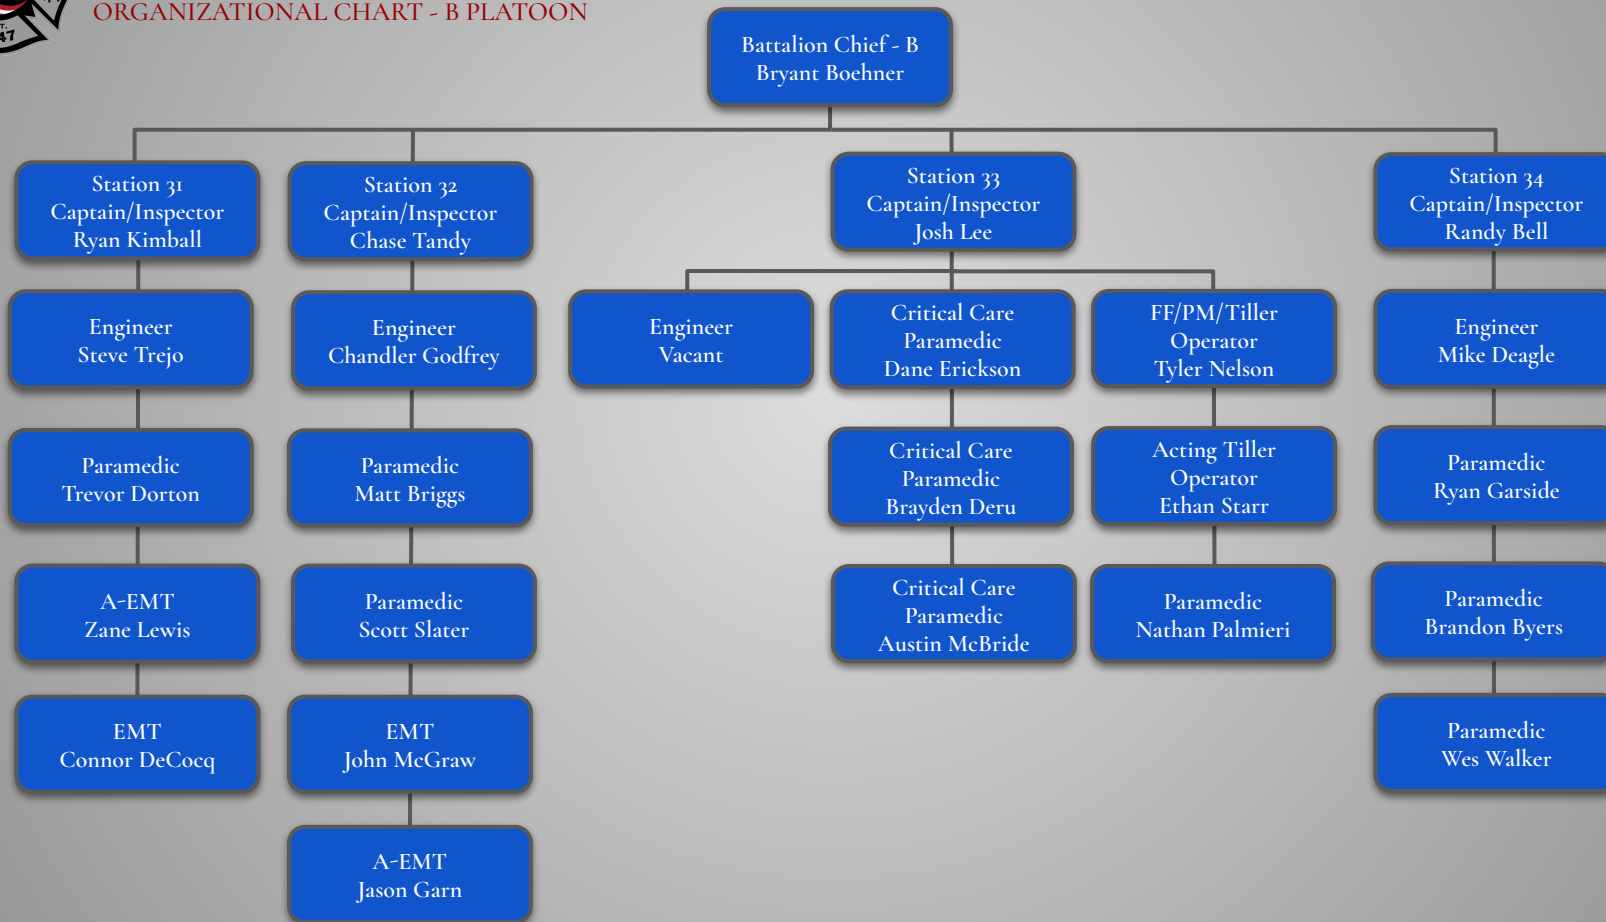 ORGANIZATIONAL CHART - B PLATOON
47
Battalion Chief - B
Bryant Boehner
Station 31
Captain/Inspector
Ryan Kimball
Station 32
Captain/Inspector
Chase Tandy
Station 33
Captain/Inspector
Josh Lee
Station 34
Captain/Inspector
Randy Bell
Engineer
Steve Trejo
Engineer
Chandler Godfrey
Engineer
Vacant
Critical Care
Paramedic
Dane Erickson
FF/PM/Tiller
Operator
Tyler Nelson
Engineer
Mike Deagle
Paramedic
Trevor Dorton
Paramedic
Matt Briggs
Critical Care
Paramedic
Brayden Deru
Acting Tiller
Operator
Ethan Starr
Paramedic
Ryan Garside
A-EMT
Zane Lewis
Paramedic
Scott Slater
Critical Care
Paramedic
Austin McBride
Paramedic
Nathan Palmieri
Paramedic
Brandon Byers
EMT
Connor DeCocq
EMT
John McGraw
Paramedic
Wes Walker
A-EMT
Jason Garn